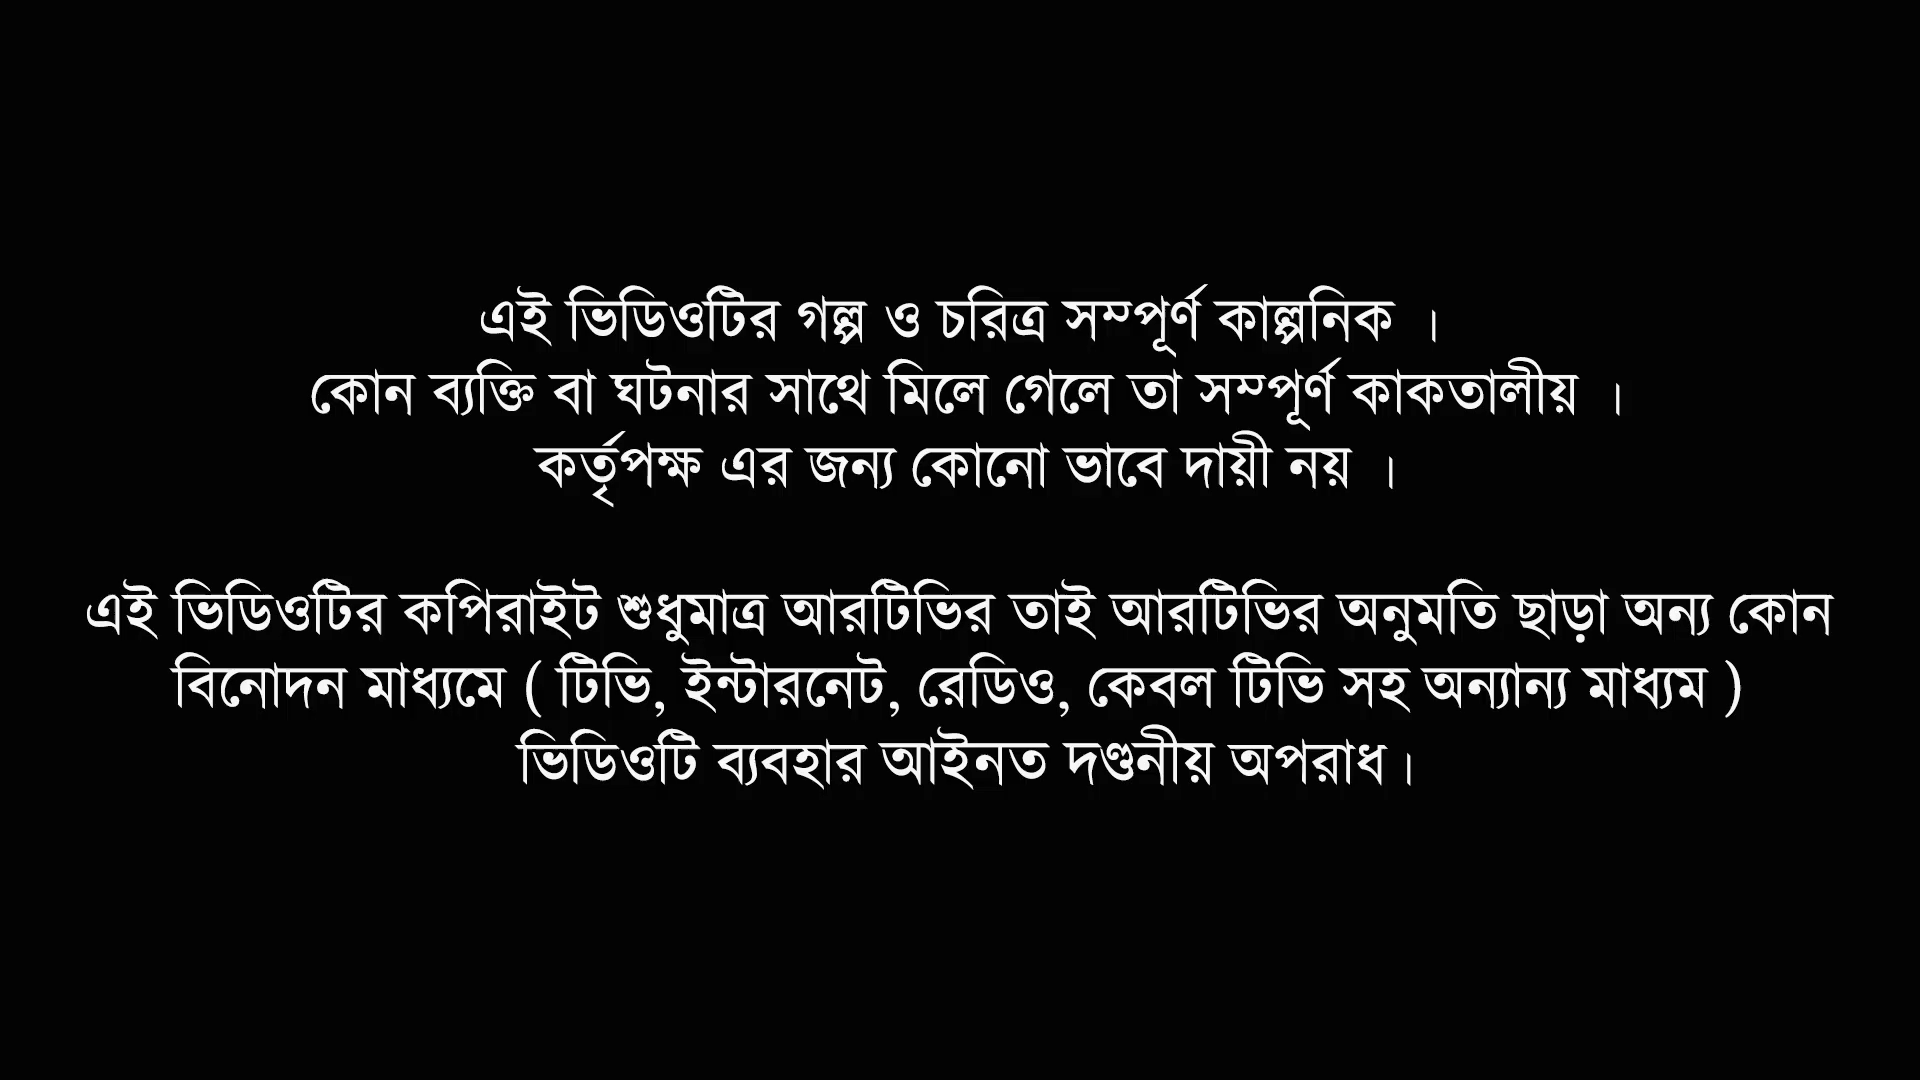 এই ভিডিওটির গল্প ও চরিত্র সম্পূর্ণ কাল্পনিক ।
কোন ব্যক্তি বা ঘটনার সাথে মিলে গেলে তা সম্পূর্ণ কাকতালীয় ।
কর্তৃপক্ষ এর জন্য কোনো ভাবে দায়ী নয় ।
এই ভিডিওটির কপিরাইট শুধুমাত্র আরটিভির তাই আরটিভির অনুমতি ছাড়া অন্য কোন
বিনোদন মাধ্যমে ( টিভি, ইন্টারনেট, রেডিও, কেবল টিভি সহ অন্যান্য মাধ্যম )
ভিডিওটি ব্যবহার আইনত দণ্ডনীয় অপরাধ।